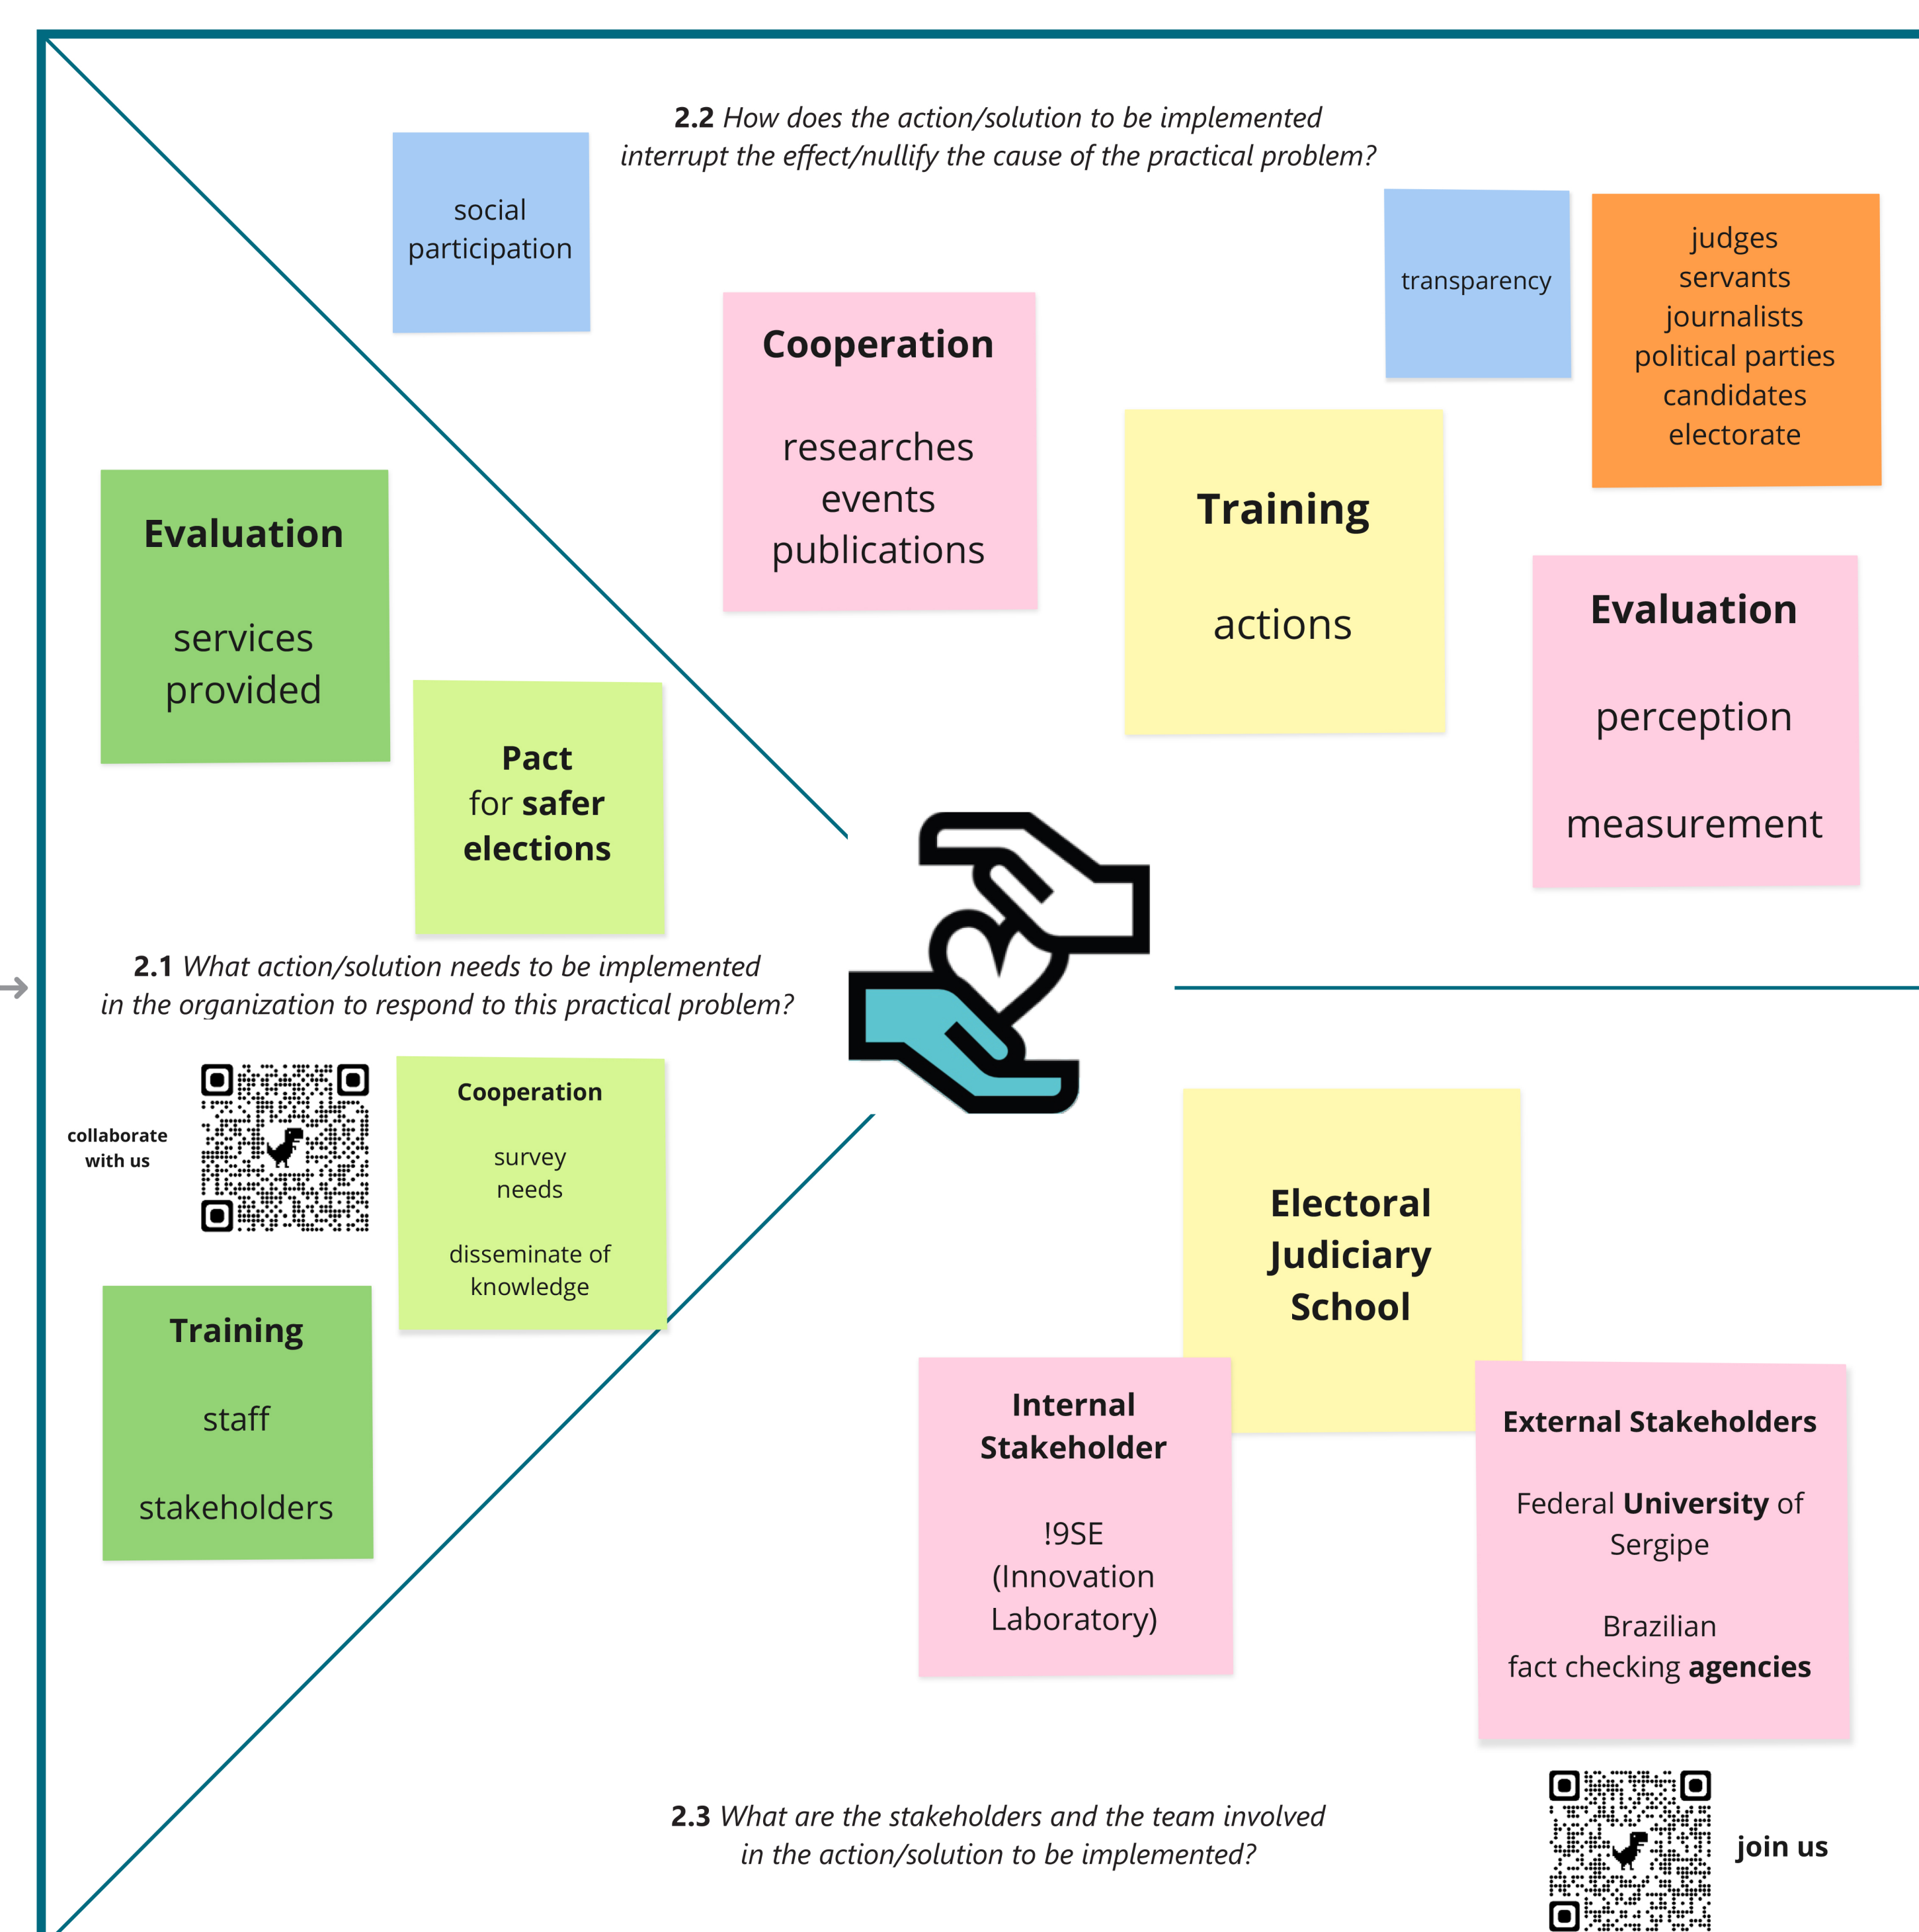 2.2 How does the action/solution to be implemented
interrupt the effect/nullify the cause of the practical problem?
social
participation
Cooperation
researches
events
publications
Training
actions
transparency
judges
servants
journalists
political parties
candidates
electorate
Evaluation
perception
measurement
Evaluation
services
provided
Pact
for safer
elections
2.1 What action/solution needs to be implemented
in the organization to respond to this practical problem?
collaborate
with us
Cooperation
survey
needs
disseminate of
knowledge
Training
staff
stakeholders
Electoral
Judiciary
School
Internal
Stakeholder
!9SE
(Innovation
Laboratory)
External Stakeholders
Federal University of
Sergipe
Brazilian
fact checking agencies
2.3 What are the stakeholders and the team involved
in the action/solution to be implemented?
join us